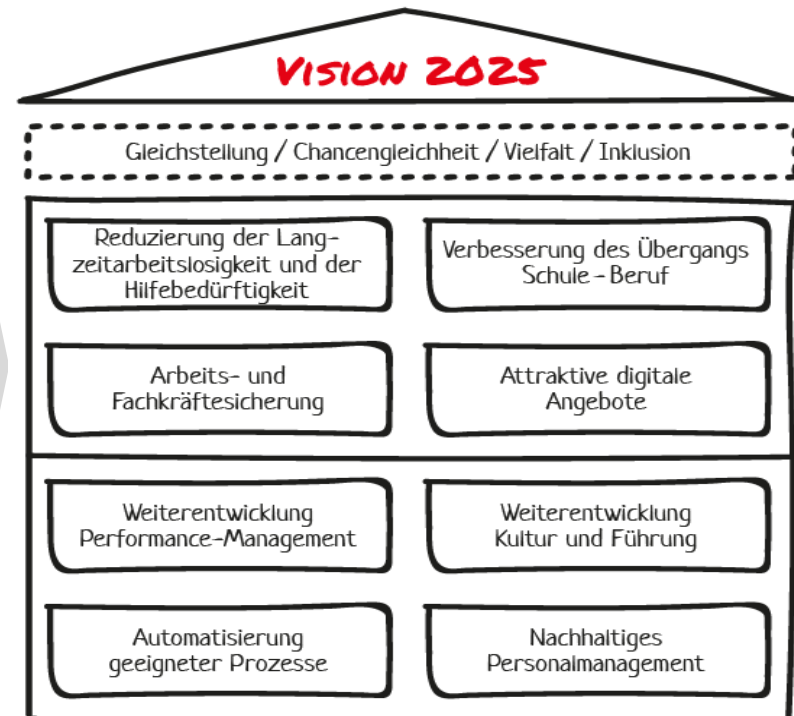 VISION 2025
Gleichstellung / Chancengleichheit / Vielfalt / Inklusion
Reduzierung der Lang-
zeitarbeitslosigkeit und der
Hilfebedürftigkeit
Verbesserung des Übergangs
Schule - Beruf
Arbeits- und
Fachkräftesicherung
Attraktive digitale
Angebote
Weiterentwicklung
Performance-Management
Weiterentwicklung
Kultur und Führung
Automatisierung
geeigneter Prozesse
Nachhaltiges
Personalmanagement